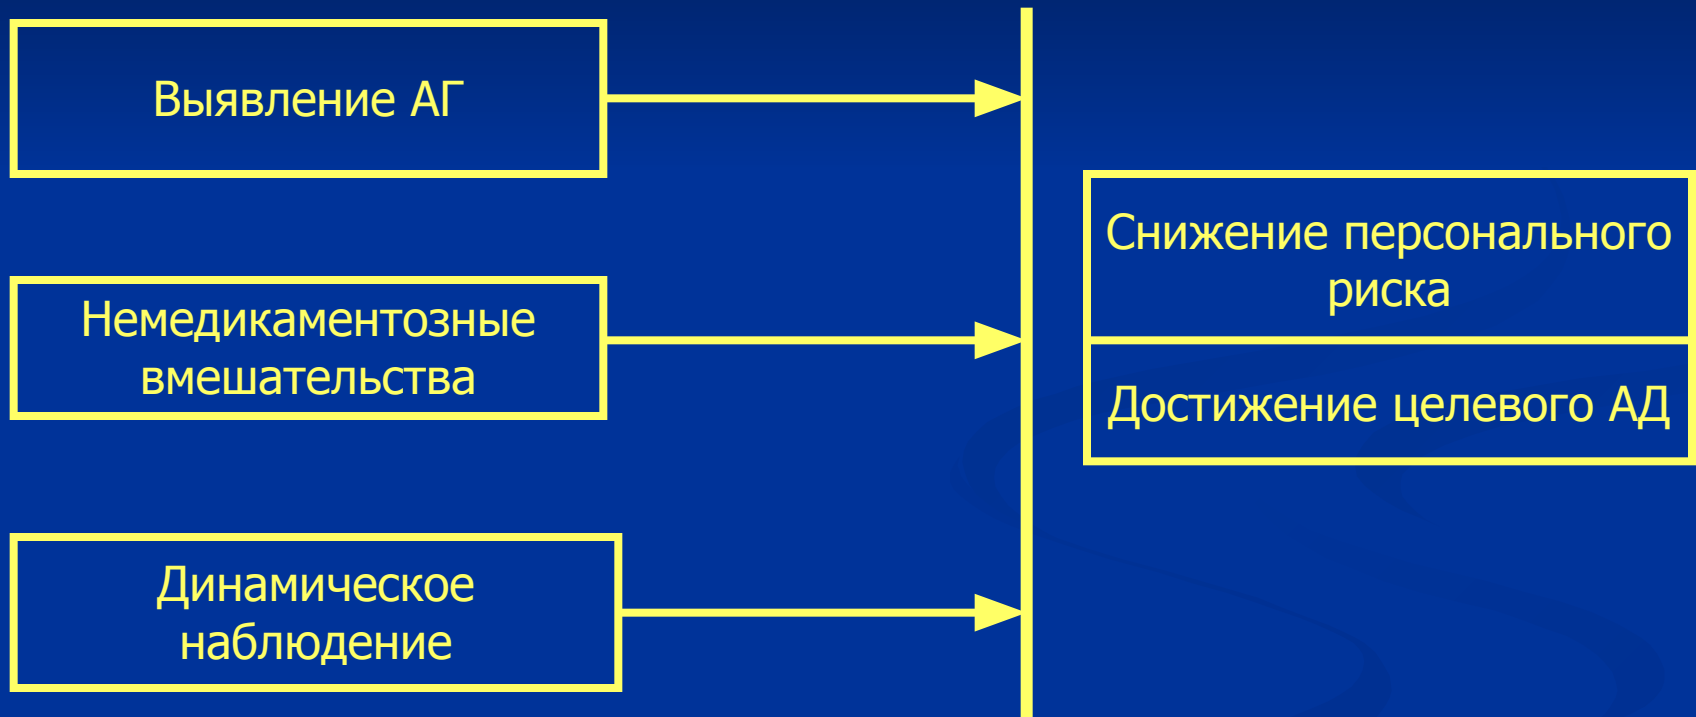 Выявление АГ
Немедикаментозные
вмешательства
Динамическое
наблюдение
Снижение персонального
риска
Достижение целевого АД